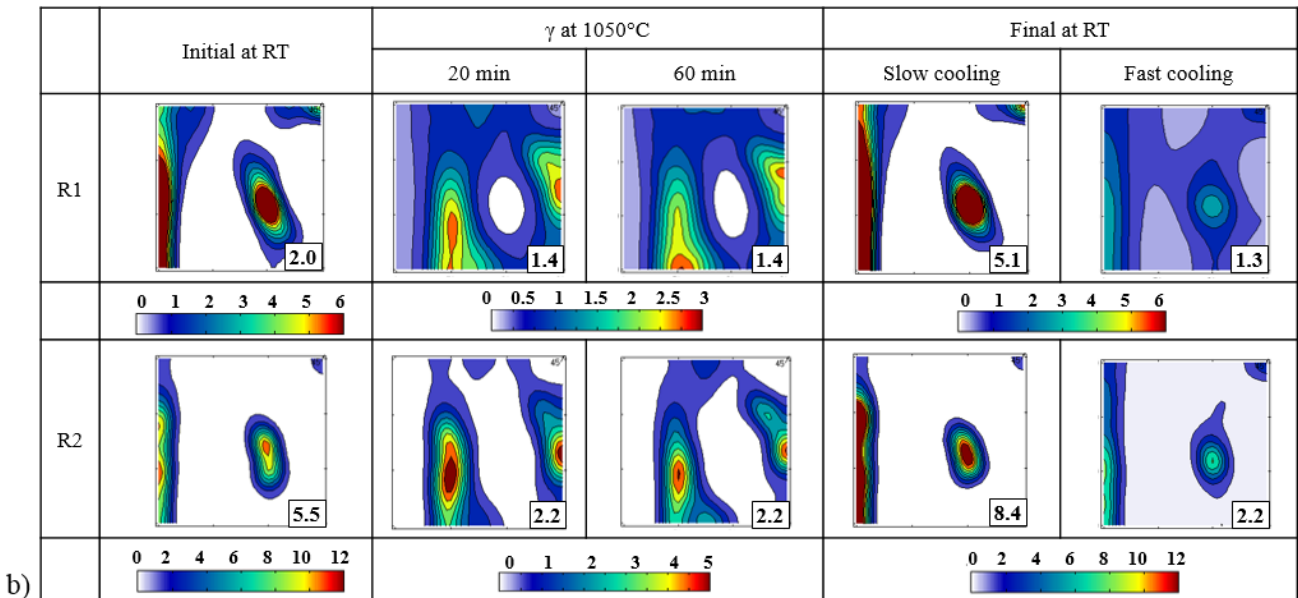 Initial at RT γ at 1050°C Final at RT
20 min 60 min Slow cooling Fast cooling
R1 45° 2.0 45° 1.4 45° 1.4 45° 5.1 45° 1.3
0 1 2 3 4 5 6 0 0.5 1 1.5 2 2.5 3 0 1 2 3 4 5 6
R2 45° 5.5 45° 2.2 45° 2.2 45° 8.4 45° 2.2
0 2 4 6 8 10 12 0 1 2 3 4 5 0 2 4 6 8 10 12
b)